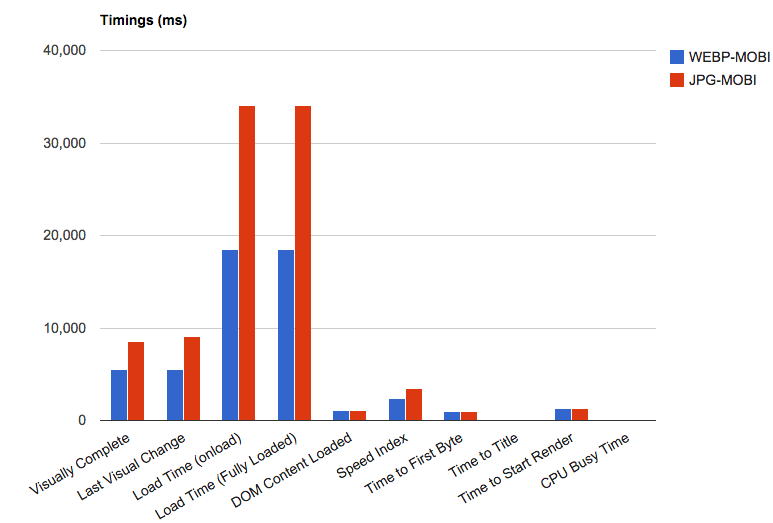 Timings (ms)
40,000
30,000
20,000
10,000
0
WEBP-MOBI
JPG-MOBI
Visually Complete
Last Visual Change
Load Time (onload)
Load Time (Fully Loaded)
DOM Content Loaded
Speed Index
Time to First Byte
Time to Title
Time to Start Render
CPU Busy Time